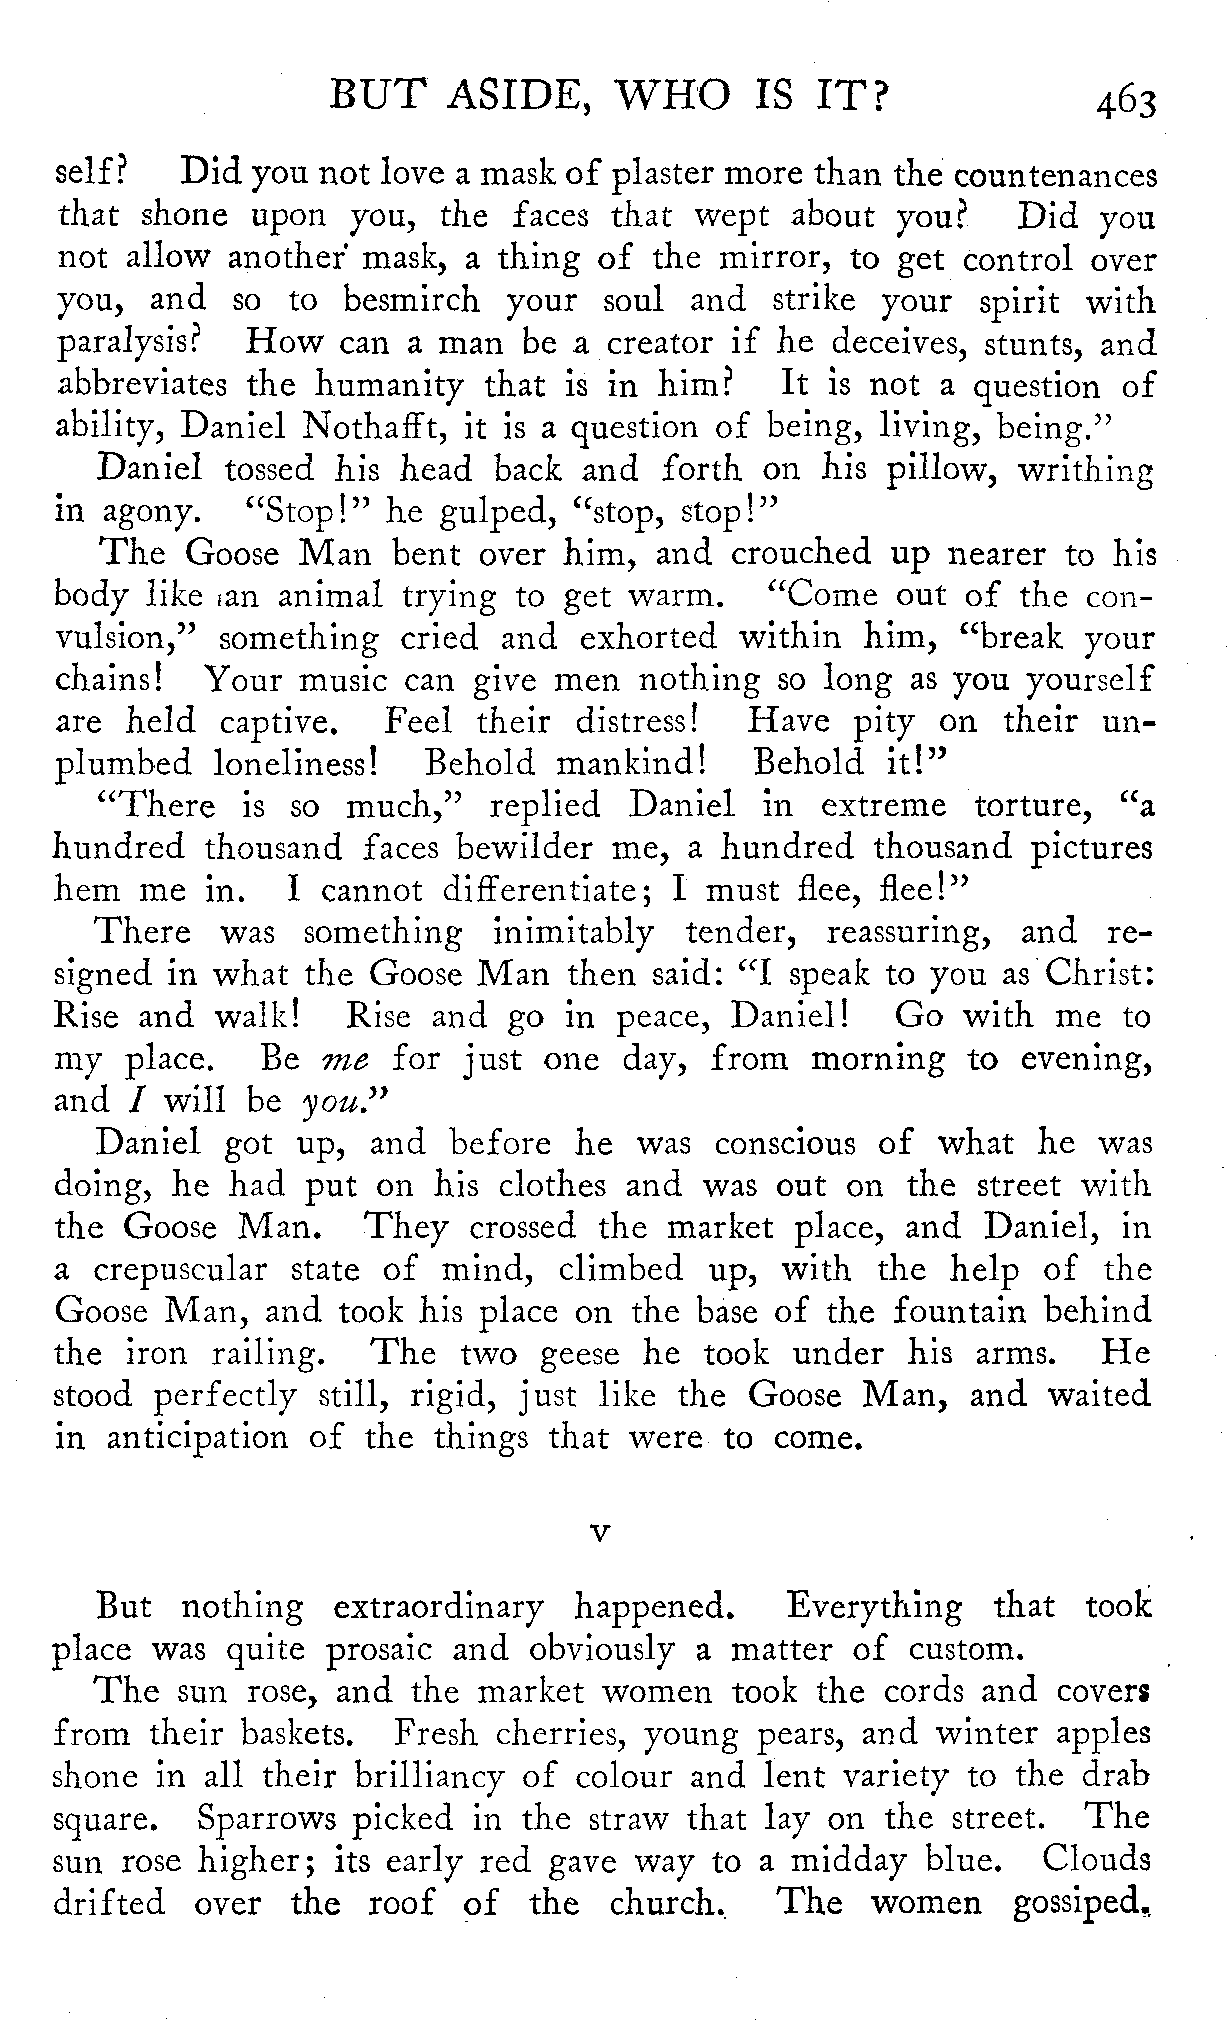 BUT ASIDE, WHO IS IT? 463
self? Did you not love a mask of plaster more than the countenances
that shone upon you, the faces that wept about you? Did you
not allow another mask, a thing of the mirror, to get control over
you, and so to besmirch your soul and strike your spirit with
paralysis? How can a man be a creator if he deceives, stunts, and
abbreviates the humanity that is in him? It is not a question of
ability, Daniel Nothafft, it is a question of being, living, being."
Daniel tossed his head back and forth on his pillow, writhing
in agony. "Stop!" he gulped, "stop, stop!"
The Goose Man bent over him, and crouched up nearer to his
body like an animal trying to get warm. "Come out of the con-
vulsion," something cried and exhorted within him, "break your
chains! Your music can give men nothing so long as you yourself
are held captive. Feel their distress! Have pity on their un-
plumbed loneliness! Behold mankind! Behold it!"
"There is so much," replied Daniel in extreme torture, "a
hundred thousand faces bewilder me, a hundred thousand pictures
hem me in. I cannot differentiate; I must flee, flee!"
There was something inimitably tender, reassuring, and re-
signed in what the Goose Man then said: "I speak to you as Christ:
Rise and walk! Rise and go in peace, Daniel! Go with me to
my place. Be me for just one day, from morning to evening,
and I will be you."
Daniel got up, and before he was conscious of what he was
doing, he had put on his clothes and was out on the street with
the Goose Man. They crossed the market place, and Daniel, in
a crepuscular state of mind, climbed up, with the help of the
Goose Man, and took his place on the base of the fountain behind
the iron railing. The two geese he took under his arms. He
stood perfectly still, rigid, just like the Goose Man, and waited
in anticipation of the things that were to come.
V
But nothing extraordinary happened. Everything that took
place was quite prosaic and obviously a matter of custom.
The sun rose, and the market women took the cords and covers
from their baskets. Fresh cherries, young pears, and winter apples
shone in all their brilliancy of colour and lent variety to the drab
square. Sparrows picked in the straw that lay on the street. The
sun rose higher; its early red gave way to a midday blue. Clouds
drifted over the roof of the church. The women gossiped.